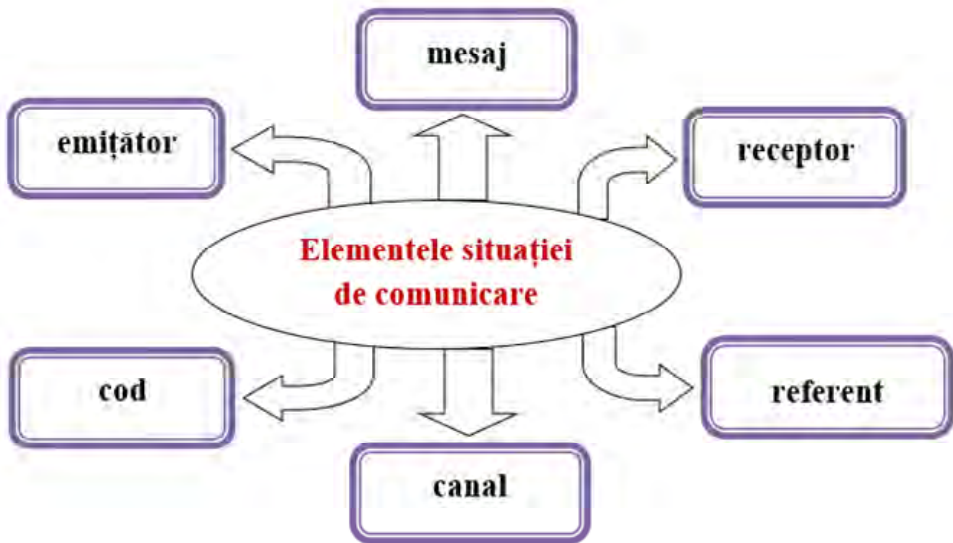 mesaj
emițător
receptor
Elementele situației
de comunicare
cod
referent
canal